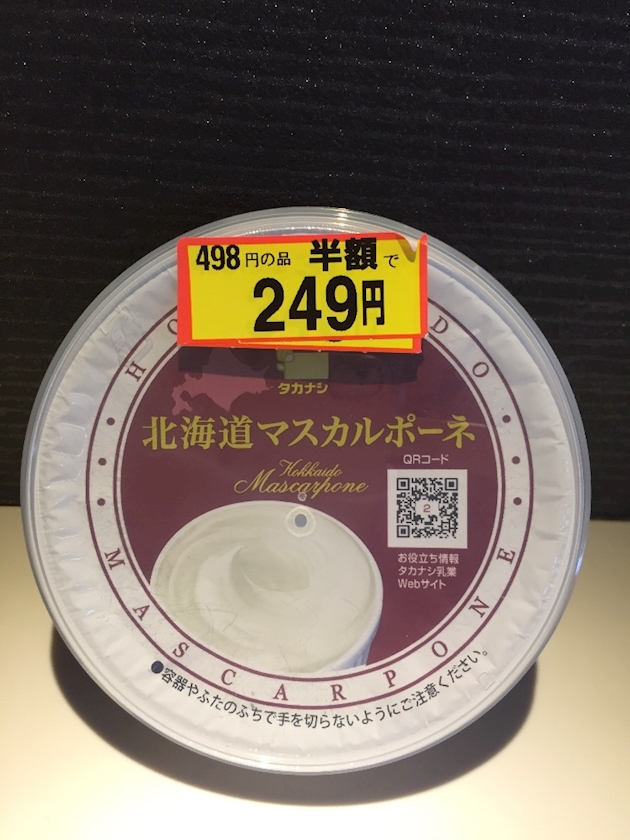 498円の品 半額で
249円
タカナシ
北海道マスカルポーネ
Hokkaido
Mascarpone
QRコード
2
お役立ち情報
タカナシ乳業
Webサイト
MASCARPONE
●容器やふたのふちで手を切らないようにご注意ください。